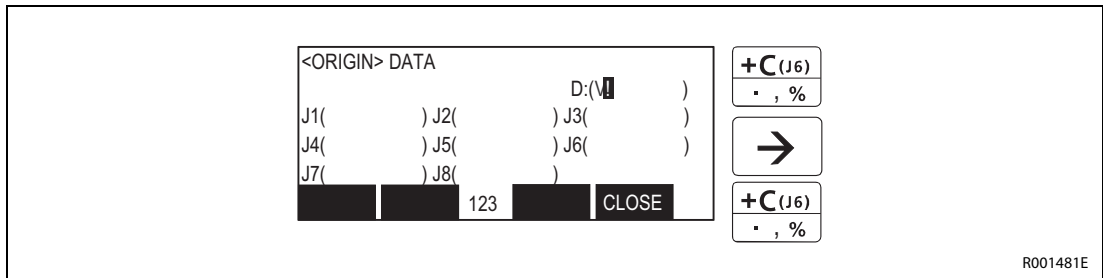 <ORIGIN> DATA
D:(V! )
J1( ) J2( ) J3( )
J4( ) J5( ) J6( )
J7( ) J8( )
123 CLOSE
+C(J6)
· , %
→
+C(J6)
· , %
R001481E